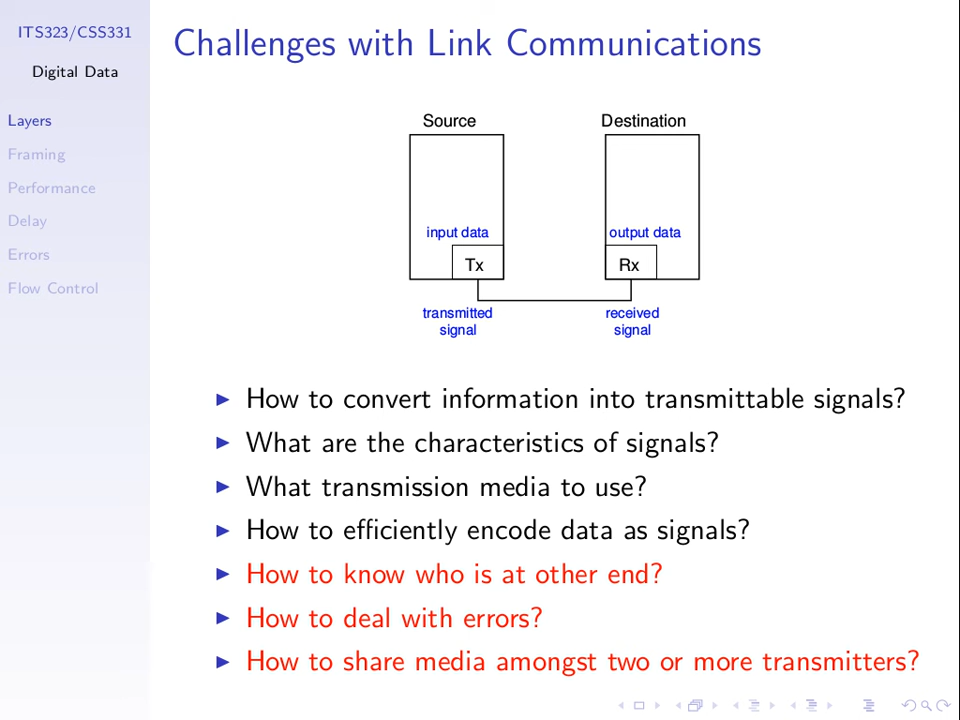 ITS323/CSS331
Digital Data
Layers
Framing
Performance
Delay
Errors
Flow Control
Challenges with Link Communications
Source
Destination
input data
output data
Tx
Rx
transmitted
signal
received
signal
How to convert information into transmittable signals?
What are the characteristics of signals?
What transmission media to use?
How to efficiently encode data as signals?
How to know who is at other end?
How to deal with errors?
How to share media amongst two or more transmitters?